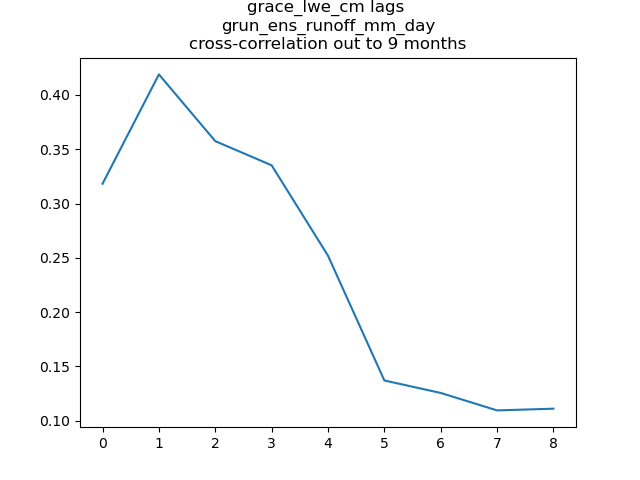 grace_lwe_cm lags
grun_ens_runoff_mm_day
cross-correlation out to 9 months
0.40
0.35
0.30
0.25
0.20
0.15
0.10
0 1 2 3 4 5 6 7 8